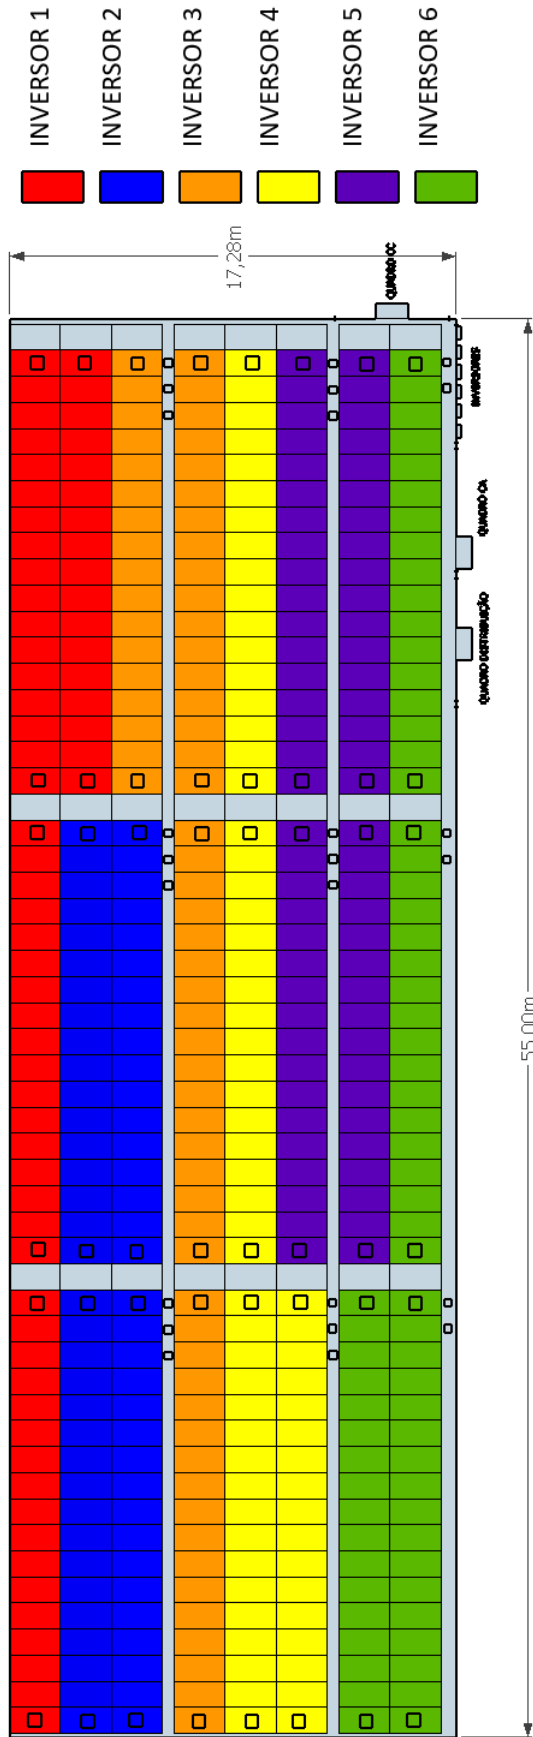 INVERSOR 1
INVERSOR 2
INVERSOR 3
INVERSOR 4
INVERSOR 5
INVERSOR 6
17,28m
QUADRO CC
INVERSORES
QUADRO CA
QUADRO DISTRIBUIÇÃO
55,00m